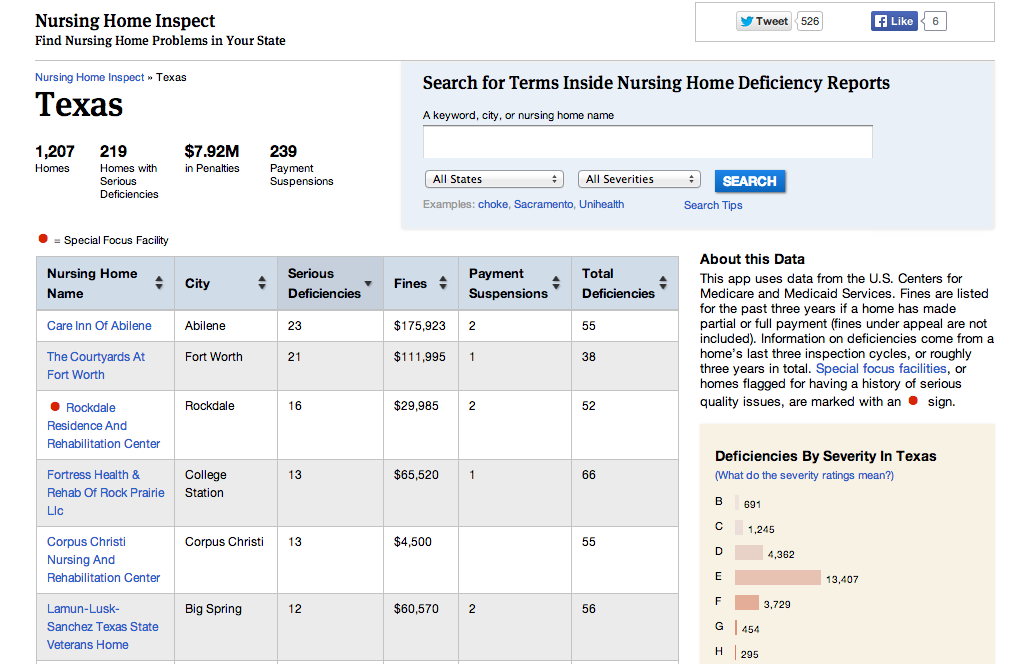 Nursing Home Inspect
Find Nursing Home Problems in Your State
Tweet 526
Like 6
Nursing Home Inspect » Texas
Texas
1,207 219 $7.92M 239
Homes Homes with Serious Deficiencies in Penalties Payment Suspensions
Search for Terms Inside Nursing Home Deficiency Reports
A keyword, city, or nursing home name
All States All Severities SEARCH
Examples: choke, Sacramento, Unihealth Search Tips
= Special Focus Facility
Nursing Home Name City Serious Deficiencies Fines Payment Suspensions Total Deficiencies
Care Inn Of Abilene Abilene 23 $175,923 2 55
The Courtyards At Fort Worth Fort Worth 21 $111,995 1 38
Rockdale Residence And Rehabilitation Center Rockdale 16 $29,985 2 52
Fortress Health & Rehab Of Rock Prairie Llc College Station 13 $65,520 1 66
Corpus Christi Nursing And Rehabilitation Center Corpus Christi 13 $4,500 55
Lamun-Lusk-Sanchez Texas State Veterans Home Big Spring 12 $60,570 2 56
About this Data
This app uses data from the U.S. Centers for
Medicare and Medicaid Services. Fines are listed
for the past three years if a home has made
partial or full payment (fines under appeal are not
included). Information on deficiencies come from a
home's last three inspection cycles, or roughly
three years in total. Special focus facilities, or
homes flagged for having a history of serious
quality issues, are marked with an sign.
Deficiencies By Severity In Texas
(What do the severity ratings mean?)
B 691
C 1,245
D 4,362
E 13,407
F 3,729
G 454
H 295